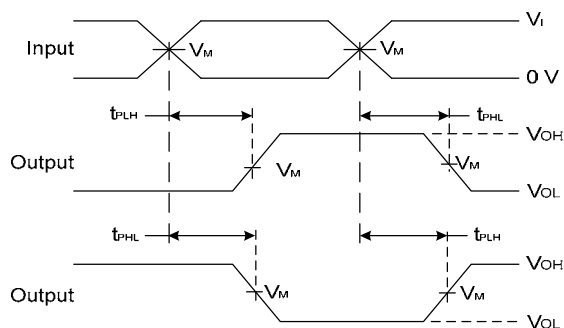 VI
Input VM VM
0 V
tPLH tPHL
VOH
Output VM VM
VOL
tPHL tPLH
VOH
Output VM VM
VOL